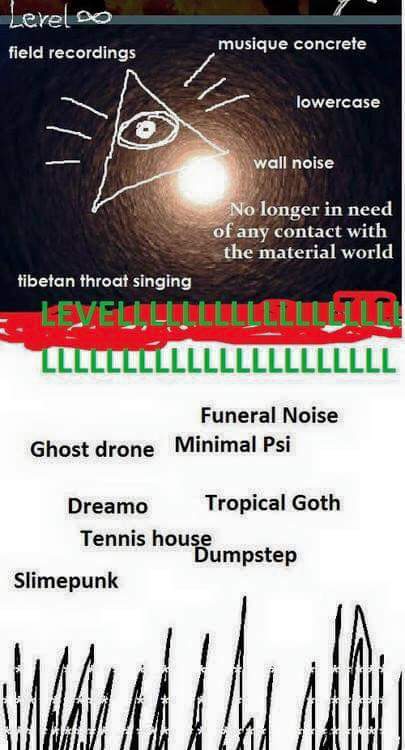 Level ∞
field recordings
musique concrete
lowercase
wall noise
No longer in need
of any contact with
the material world
tibetan throat singing
LEVELLLLLLLLLLLLLLLLLLL
LLLLLLLLLLLLLLLLLLLLLLL
Funeral Noise
Ghost drone
Minimal Psi
Dreamo
Tropical Goth
Tennis house
Dumpstep
Slimepunk